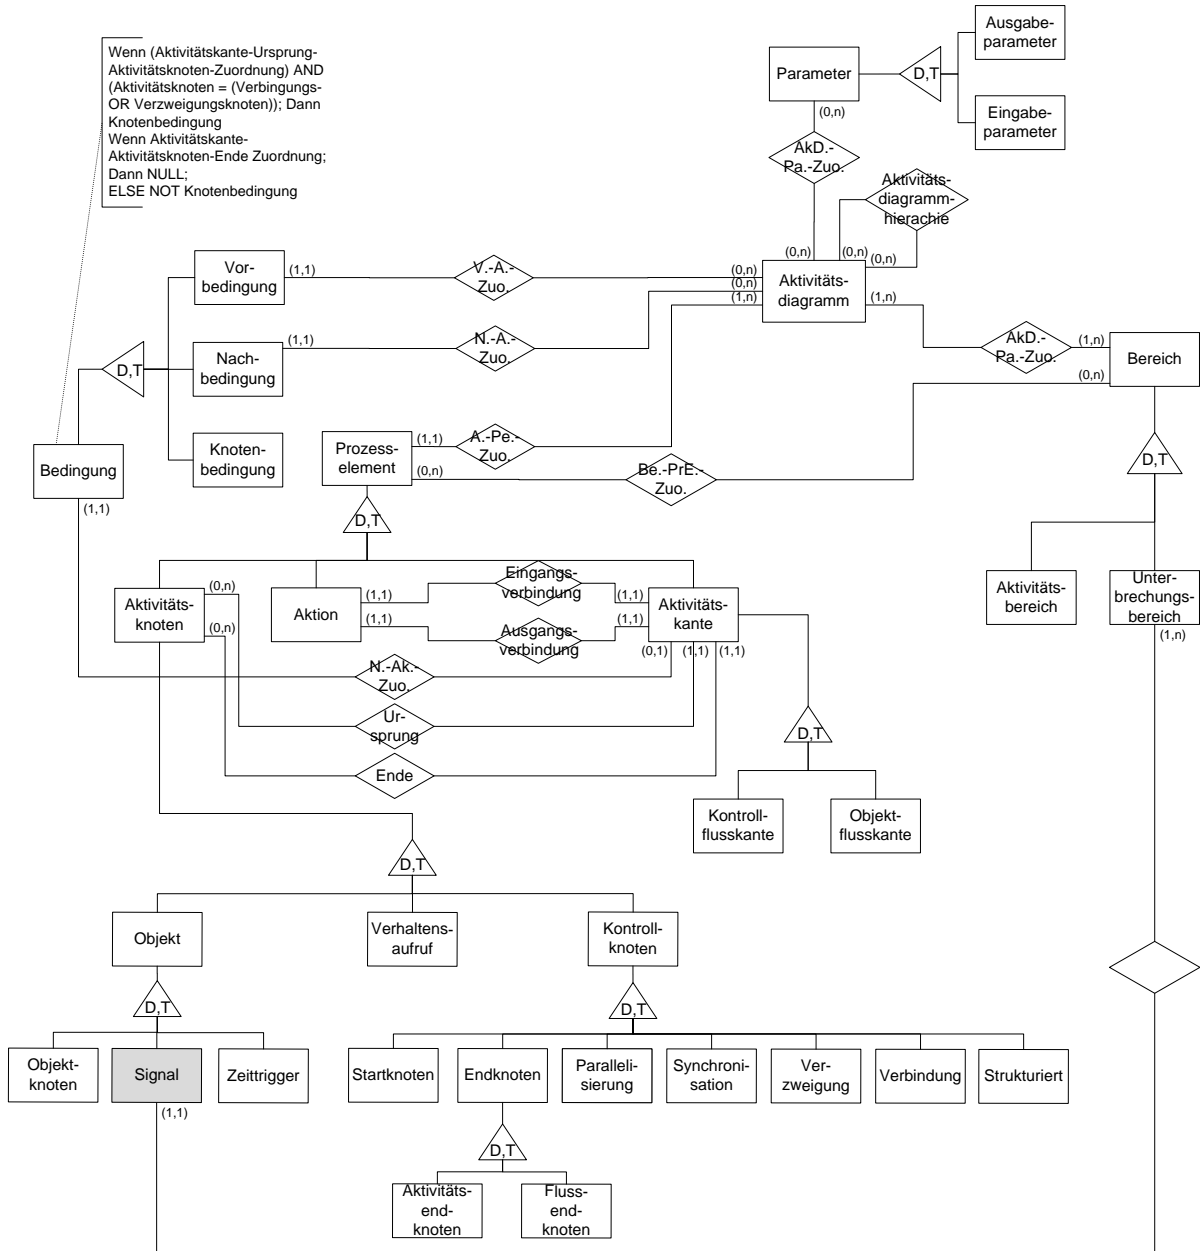 Wenn (Aktivitätskante-Ursprung-
Aktivitätsknoten-Zuordnung) AND
(Aktivitätsknoten = (Verbingungs-
OR Verzweigungsknoten)); Dann
Knotenbedingung
Wenn Aktivitätskante-
Aktivitätsknoten-Ende Zuordnung;
Dann NULL;
ELSE NOT Knotenbedingung
Ausgabe-
parameter
Parameter
D,T
(0,n)
Eingabe-
parameter
AkD.-
Pa.-Zuo.
Aktivitäts-
diagramm-
hierachie
(0,n)
(0,n)
(0,n)
Vor-
bedingung
(1,1)
V.-A.-
Zuo.
(0,n)
(0,n)
(1,n)
Aktivitäts-
diagramm
(1,n)
Nach-
bedingung
(1,1)
N.-A.-
Zuo.
AkD.-
Pa.-Zuo.
(1,n)
(0,n)
Bereich
D,T
Knoten-
bedingung
Bedingung
(1,1)
Prozess-
element
(1,1)
(0,n)
A.-Pe.-
Zuo.
Be.-PrE.-
Zuo.
D,T
D,T
Aktivitäts-
knoten
(0,n)
(0,n)
Aktion
(1,1)
(1,1)
Eingangs-
verbindung
Ausgangs-
verbindung
(1,1)
(1,1)
Aktivitäts-
kante
(0,1)
(1,1)
(1,1)
Aktivitäts-
bereich
Unter-
brechungs-
bereich
(1,n)
N.-Ak.-
Zuo.
Ur-
sprung
Ende
D,T
Kontroll-
flusskante
Objekt-
flusskante
D,T
Objekt
Verhaltens-
aufruf
Kontroll-
knoten
D,T
D,T
Objekt-
knoten
Signal
(1,1)
Zeittrigger
Startknoten
Endknoten
Paralleli-
sierung
Synchroni-
sation
Ver-
zweigung
Verbindung
Strukturiert
D,T
Aktivitäts-
end-
knoten
Fluss-
end-
knoten